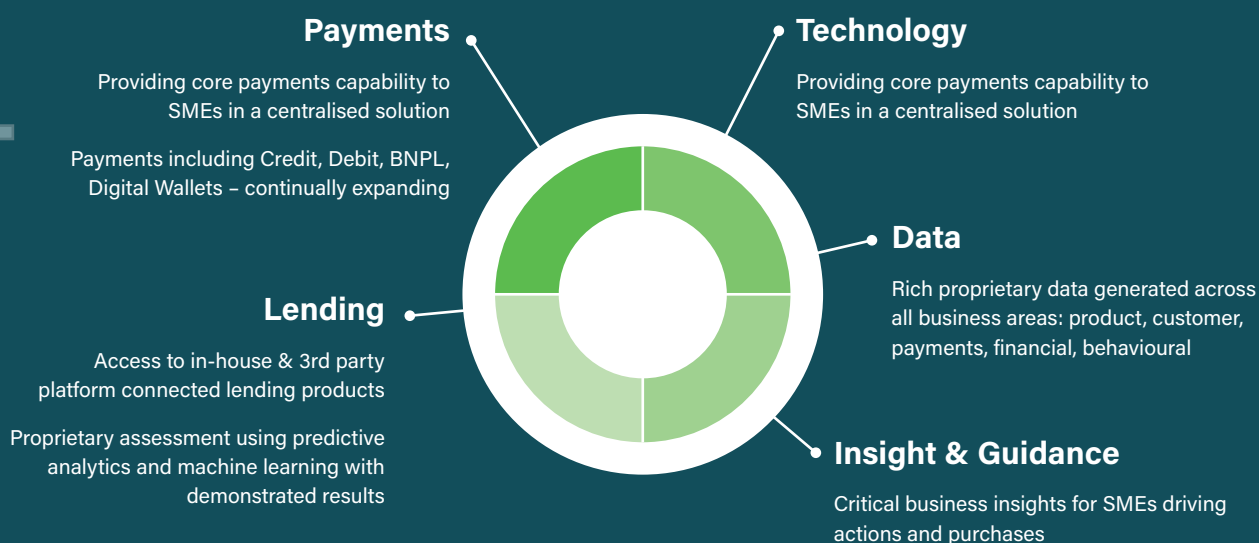 Payments
Providing core payments capability to
SMEs in a centralised solution
Payments including Credit, Debit, BNPL,
Digital Wallets – continually expanding
Lending
Access to in-house & 3rd party
platform connected lending products
Proprietary assessment using predictive
analytics and machine learning with
demonstrated results
Technology
Providing core payments capability to
SMEs in a centralised solution
Data
Rich proprietary data generated across
all business areas: product, customer,
payments, financial, behavioural
Insight & Guidance
Critical business insights for SMEs driving
actions and purchases